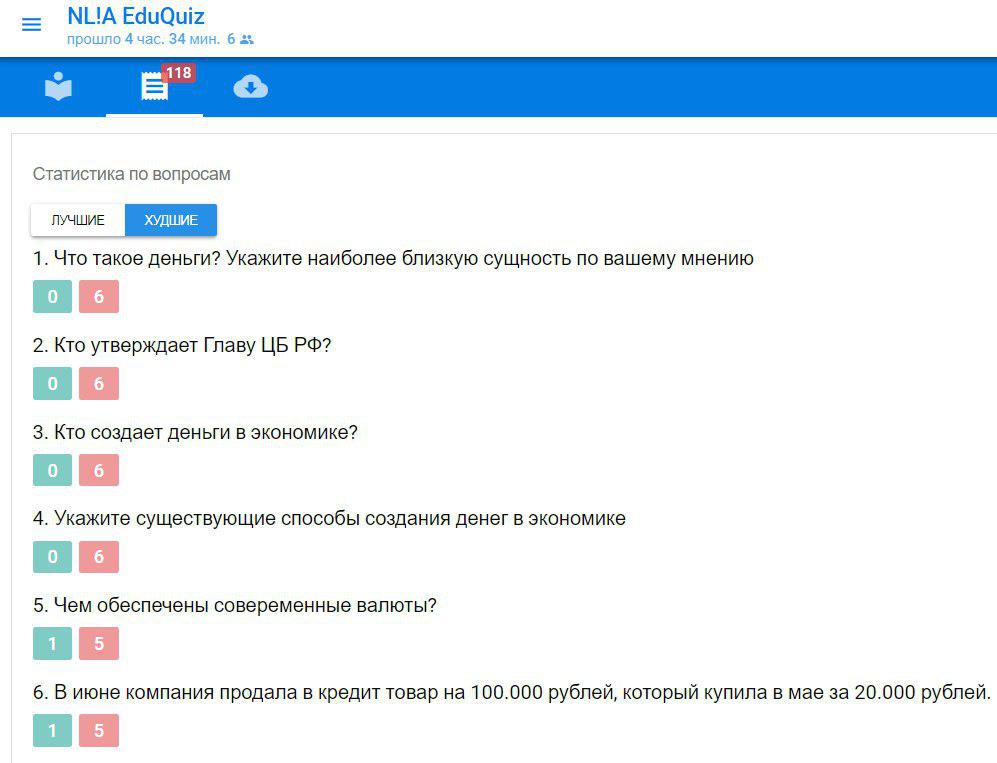 NL!A EduQuiz
прошло 4 час. 34 мин. 6
118
Статистика по вопросам
ЛУЧШИЕ ХУДШИЕ
1. Что такое деньги? Укажите наиболее близкую сущность по вашему мнению
0 6
2. Кто утверждает Главу ЦБ РФ?
0 6
3. Кто создает деньги в экономике?
0 6
4. Укажите существующие способы создания денег в экономике
0 6
5. Чем обеспечены совеременные валюты?
1 5
6. В июне компания продала в кредит товар на 100.000 рублей, который купила в мае за 20.000 рублей.
1 5